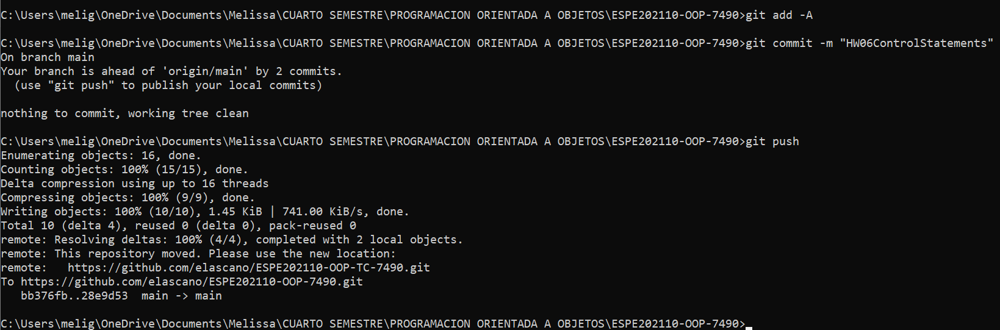 C:\Users\melig\OneDrive\Documents\Melissa\CUARTO SEMESTRE\PROGRAMACION ORIENTADA A OBJETOS\ESPE202110-OOP-7490>git add -A
C:\Users\melig\OneDrive\Documents\Melissa\CUARTO SEMESTRE\PROGRAMACION ORIENTADA A OBJETOS\ESPE202110-OOP-7490>git commit -m "HW06ControlStatements"
On branch main
Your branch is ahead of 'origin/main' by 2 commits.
  (use "git push" to publish your local commits)
nothing to commit, working tree clean
C:\Users\melig\OneDrive\Documents\Melissa\CUARTO SEMESTRE\PROGRAMACION ORIENTADA A OBJETOS\ESPE202110-OOP-7490>git push
Enumerating objects: 16, done.
Counting objects: 100% (15/15), done.
Delta compression using up to 16 threads
Compressing objects: 100% (9/9), done.
Writing objects: 100% (10/10), 1.45 KiB | 741.00 KiB/s, done.
Total 10 (delta 4), reused 0 (delta 0), pack-reused 0
remote: Resolving deltas: 100% (4/4), completed with 2 local objects.
remote: This repository moved. Please use the new location:
remote:   https://github.com/elascano/ESPE202110-OOP-TC-7490.git
To https://github.com/elascano/ESPE202110-OOP-7490.git
   bb376fb..28e9d53  main -> main
C:\Users\melig\OneDrive\Documents\Melissa\CUARTO SEMESTRE\PROGRAMACION ORIENTADA A OBJETOS\ESPE202110-OOP-7490>